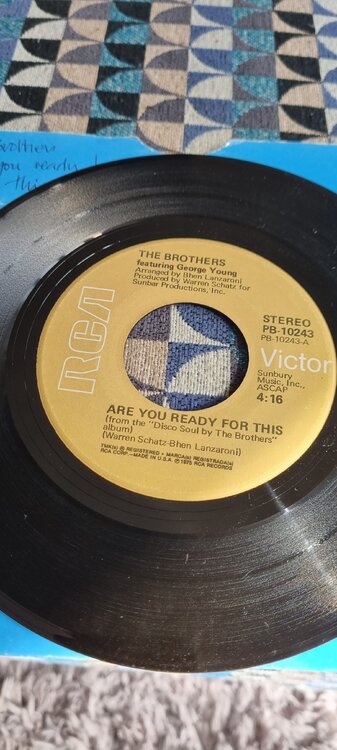 Brothers
you ready
this
THE BROTHERS
featuring George Young
Arranged by (Bhen Lanzaroni)
Produced by Warren Schatz for
Sunbar Productions, Inc.
RCA
STEREO
PB-10243
PB-10243-A
Victor
Sunbury
Music, Inc.,
ASCAP
4:16
ARE YOU READY FOR THIS
(from the "Disco Soul by The Brothers"
album)
(Warren Schatz-Bhen Lanzaroni)
TMK(s) ® REGISTERED • MARCA(s) REGISTRADA(s)
RCA CORP.—MADE IN U.S.A. ℗ 1975 RCA RECORDS